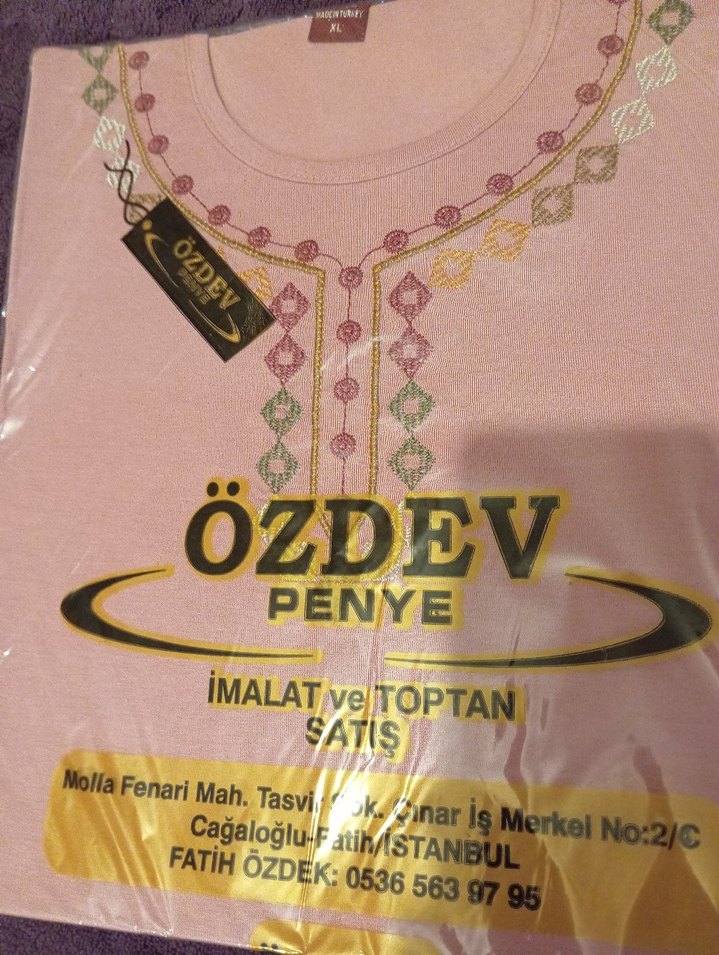 MADE IN TURKEY
XL
ÖZDEV
PENYE
ÖZDEV
PENYE
İMALAT ve TOPTAN
SATIŞ
Molla Fenari Mah. Tasvir Sok. Çınar İş Merkei No:2/C
Cağaloğlu-Fatih/İSTANBUL
FATİH ÖZDEK: 0536 563 97 95